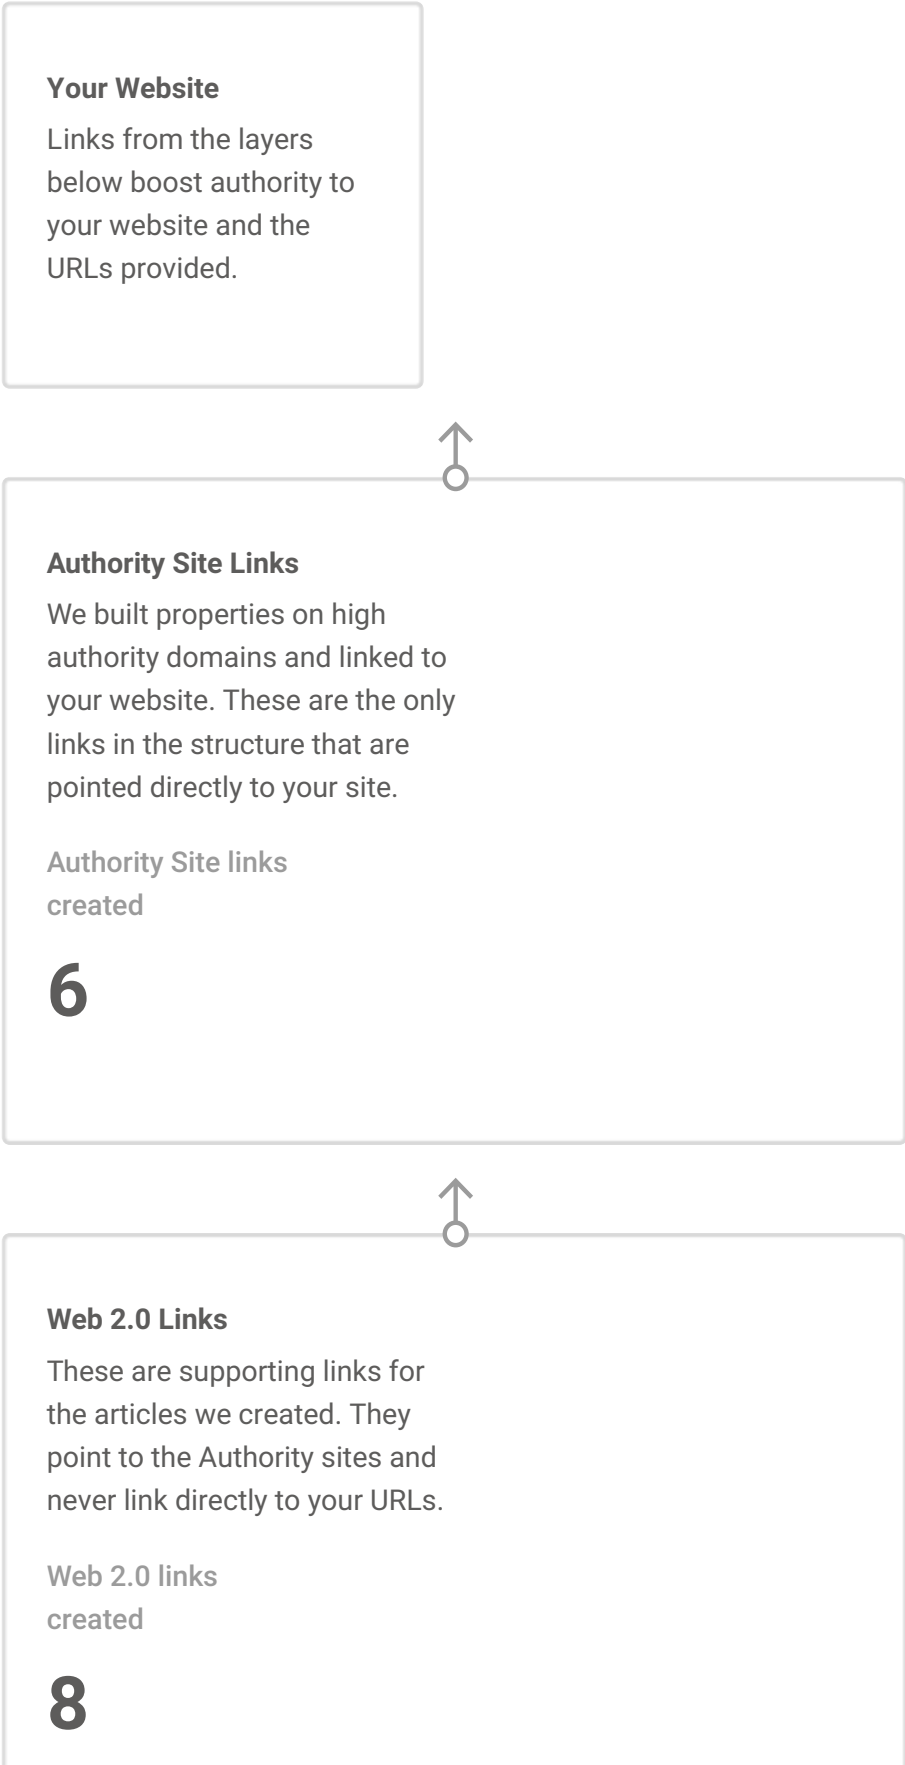 Your Website
Links from the layers
below boost authority to
your website and the
URLs provided.
Authority Site Links
We built properties on high
authority domains and linked to
your website. These are the only
links in the structure that are
pointed directly to your site.
Authority Site links
created
6
Web 2.0 Links
These are supporting links for
the articles we created. They
point to the Authority sites and
never link directly to your URLs.
Web 2.0 links
created
8